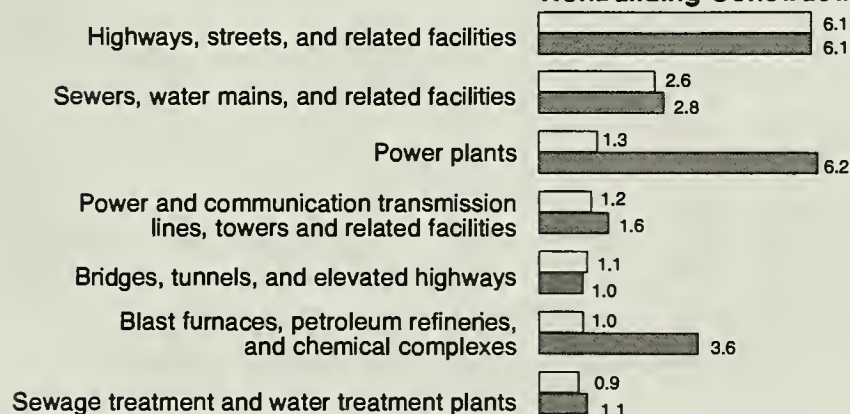 Highways, streets, and related facilities
6.1
6.1
Sewers, water mains, and related facilities
2.6
2.8
Power plants
1.3
6.2
Power and communication transmission
lines, towers and related facilities
1.2
1.6
Bridges, tunnels, and elevated highways
1.1
1.0
Blast furnaces, petroleum refineries,
and chemical complexes
1.0
3.6
Sewage treatment and water treatment plants
0.9
1.1